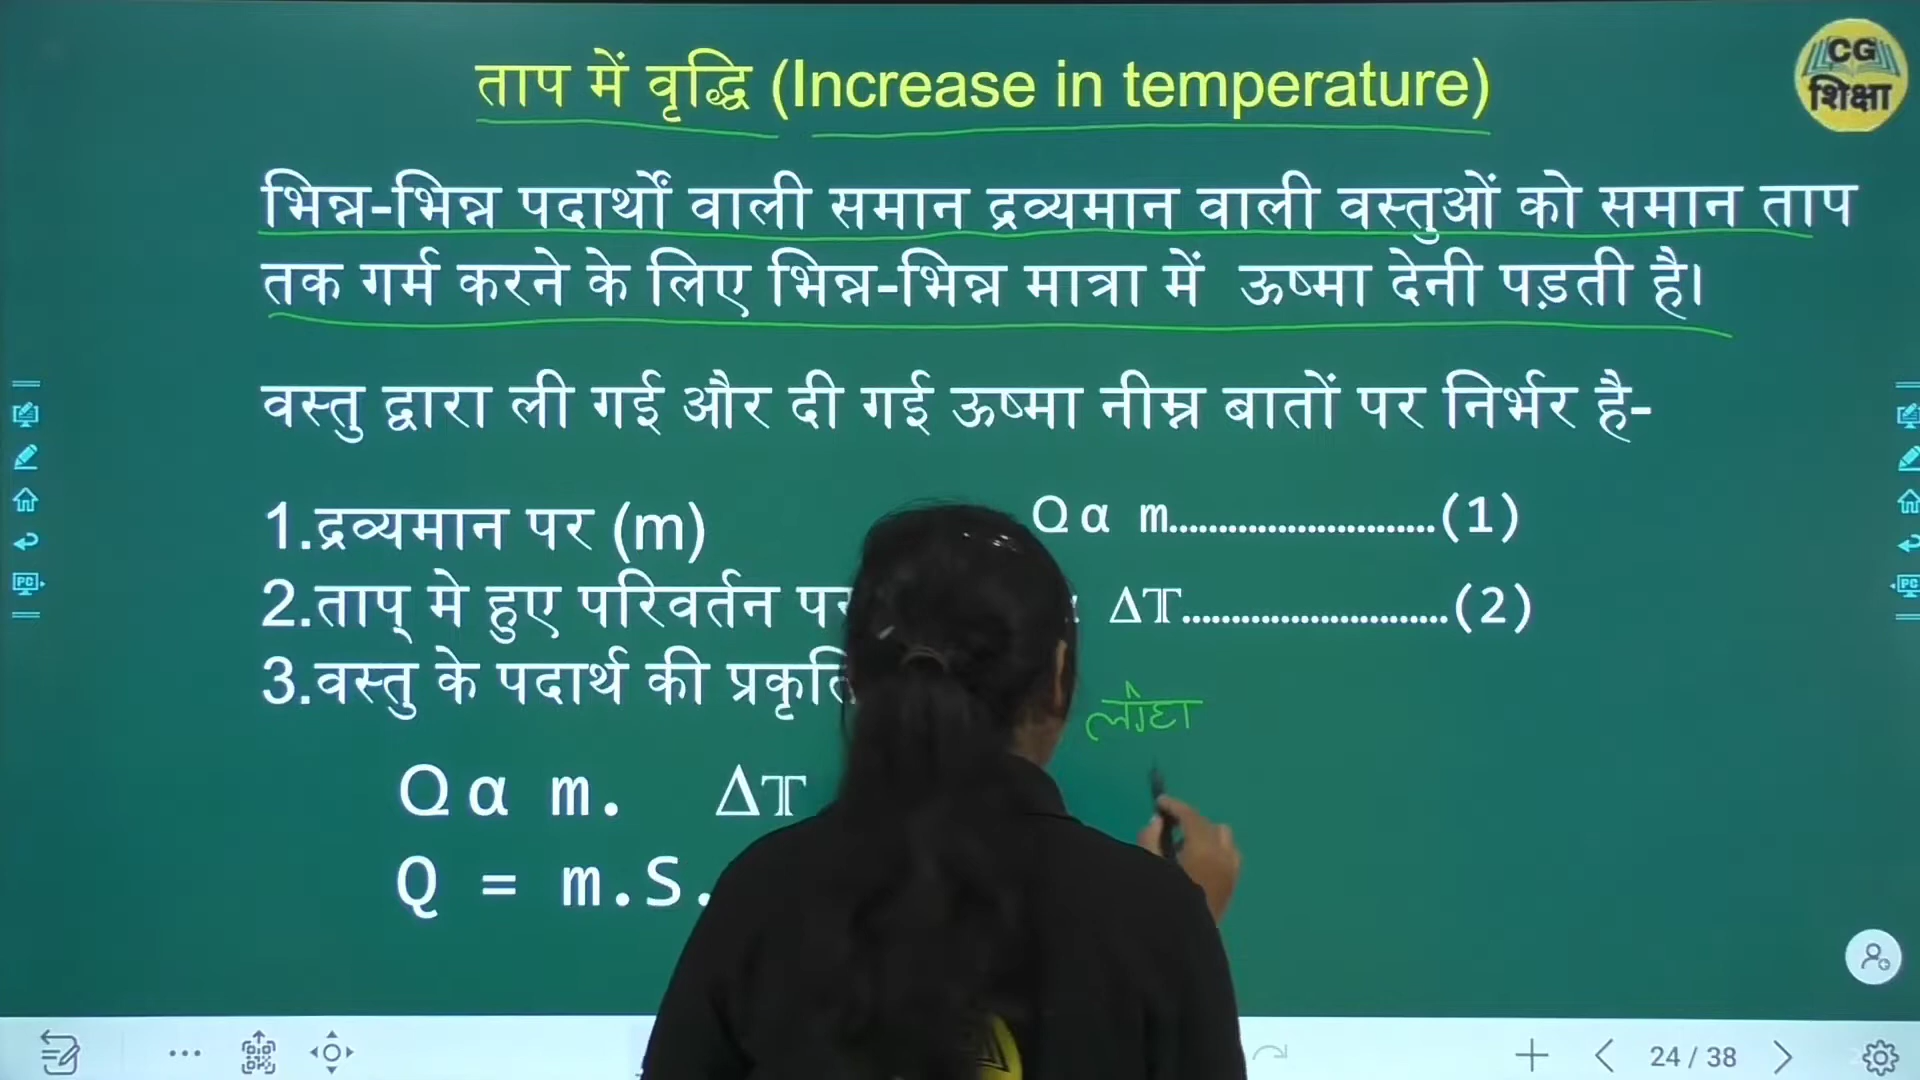 ताप में वृद्धि (Increase in temperature)
CG
शिक्षा
भिन्न-भिन्न पदार्थों वाली समान द्रव्यमान वाली वस्तुओं को समान ताप
तक गर्म करने के लिए भिन्न-भिन्न मात्रा में ऊष्मा देनी पड़ती है।
वस्तु द्वारा ली गई और दी गई ऊष्मा नीम्न बातों पर निर्भर है-
1.द्रव्यमान पर (m) Q α m...........................(1)
2.ताप् मे हुए परिवर्तन ΔT...........................(2)
3.वस्तु के पदार्थ की
लोहा
Q α m. ΔT
Q = m.S.
24 / 38
PC